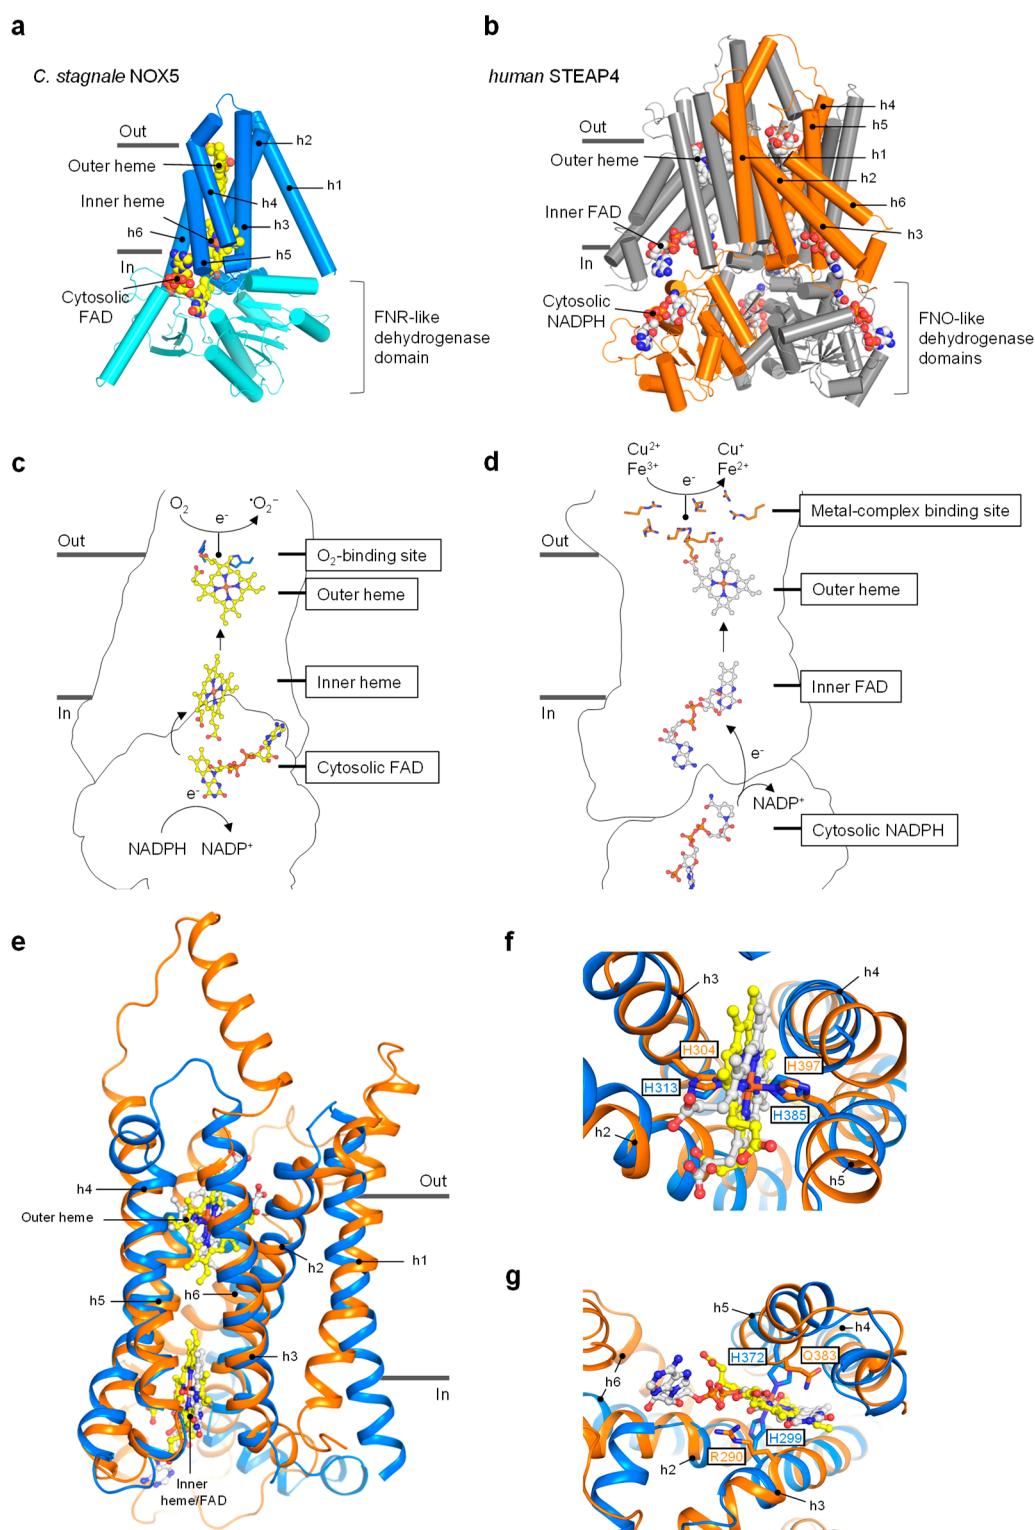 a
C. stagnale NOX5
Out
Outer heme
Inner heme
h6
In
Cytosolic
FAD
h2
h1
h4
h3
h5
FNR-like
dehydrogenase
domain
b
human STEAP4
Out
Outer heme
Inner FAD
In
Cytosolic
NADPH
h4
h5
h1
h2
h6
h3
FNO-like
dehydrogenase
domains
c
O₂
•O₂⁻
e⁻
Out
O₂-binding site
Outer heme
Inner heme
In
Cytosolic FAD
e⁻
NADPH
NADP⁺
d
Cu²⁺
Fe³⁺
Cu⁺
Fe²⁺
e⁻
Metal-complex binding site
Out
Outer heme
Inner FAD
In
e⁻
NADP⁺
Cytosolic NADPH
e
Out
h4
Outer heme
h2
h1
h6
h5
h3
In
Inner
heme/FAD
f
h3
h4
H304
H397
H313
H385
h2
h5
g
h5
h4
H372
Q383
h6
H299
R290
h2
h3